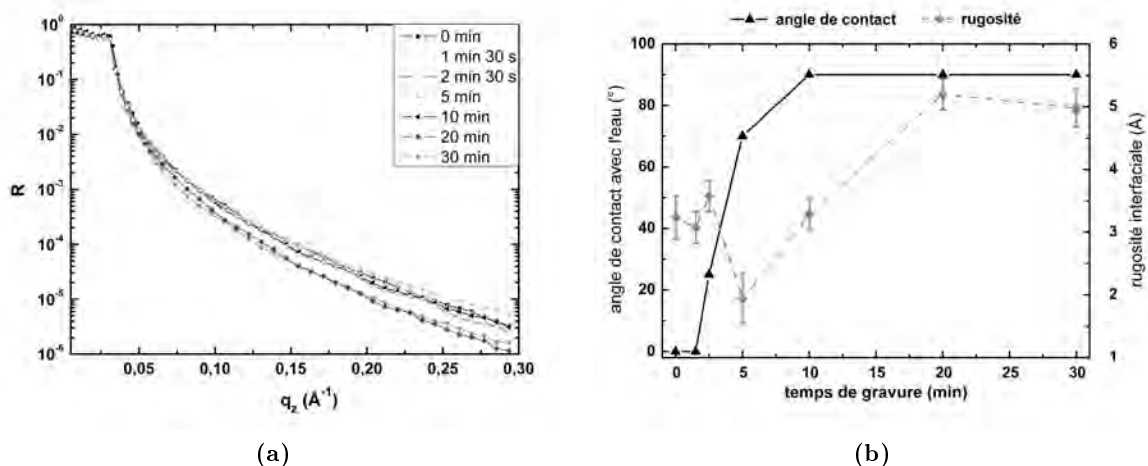 10⁰
10⁻¹
10⁻²
10⁻³
10⁻⁴
10⁻⁵
10⁻⁶
R
0 min
1 min 30 s
2 min 30 s
5 min
10 min
20 min
30 min
0,05 0,10 0,15 0,20 0,25 0,30
q_z (Å⁻¹)
(a)
angle de contact rugosité
100
80
60
40
20
0
angle de contact avec l'eau (°)
6
5
4
3
2
1
rugosité interfaciale (Å)
0 5 10 15 20 25 30
temps de gravure (min)
(b)